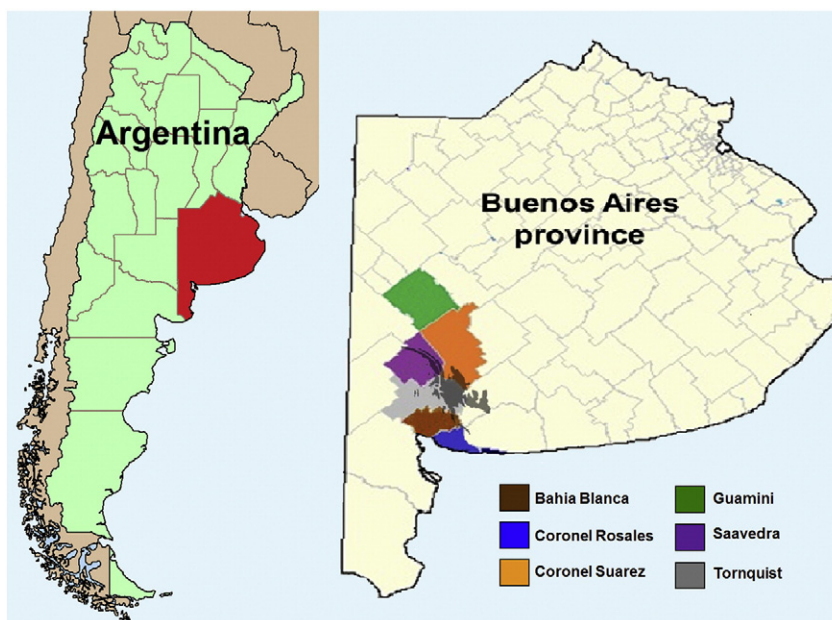 Argentina
Buenos Aires
province
Bahia Blanca
Coronel Rosales
Coronel Suarez
Guamini
Saavedra
Tornquist